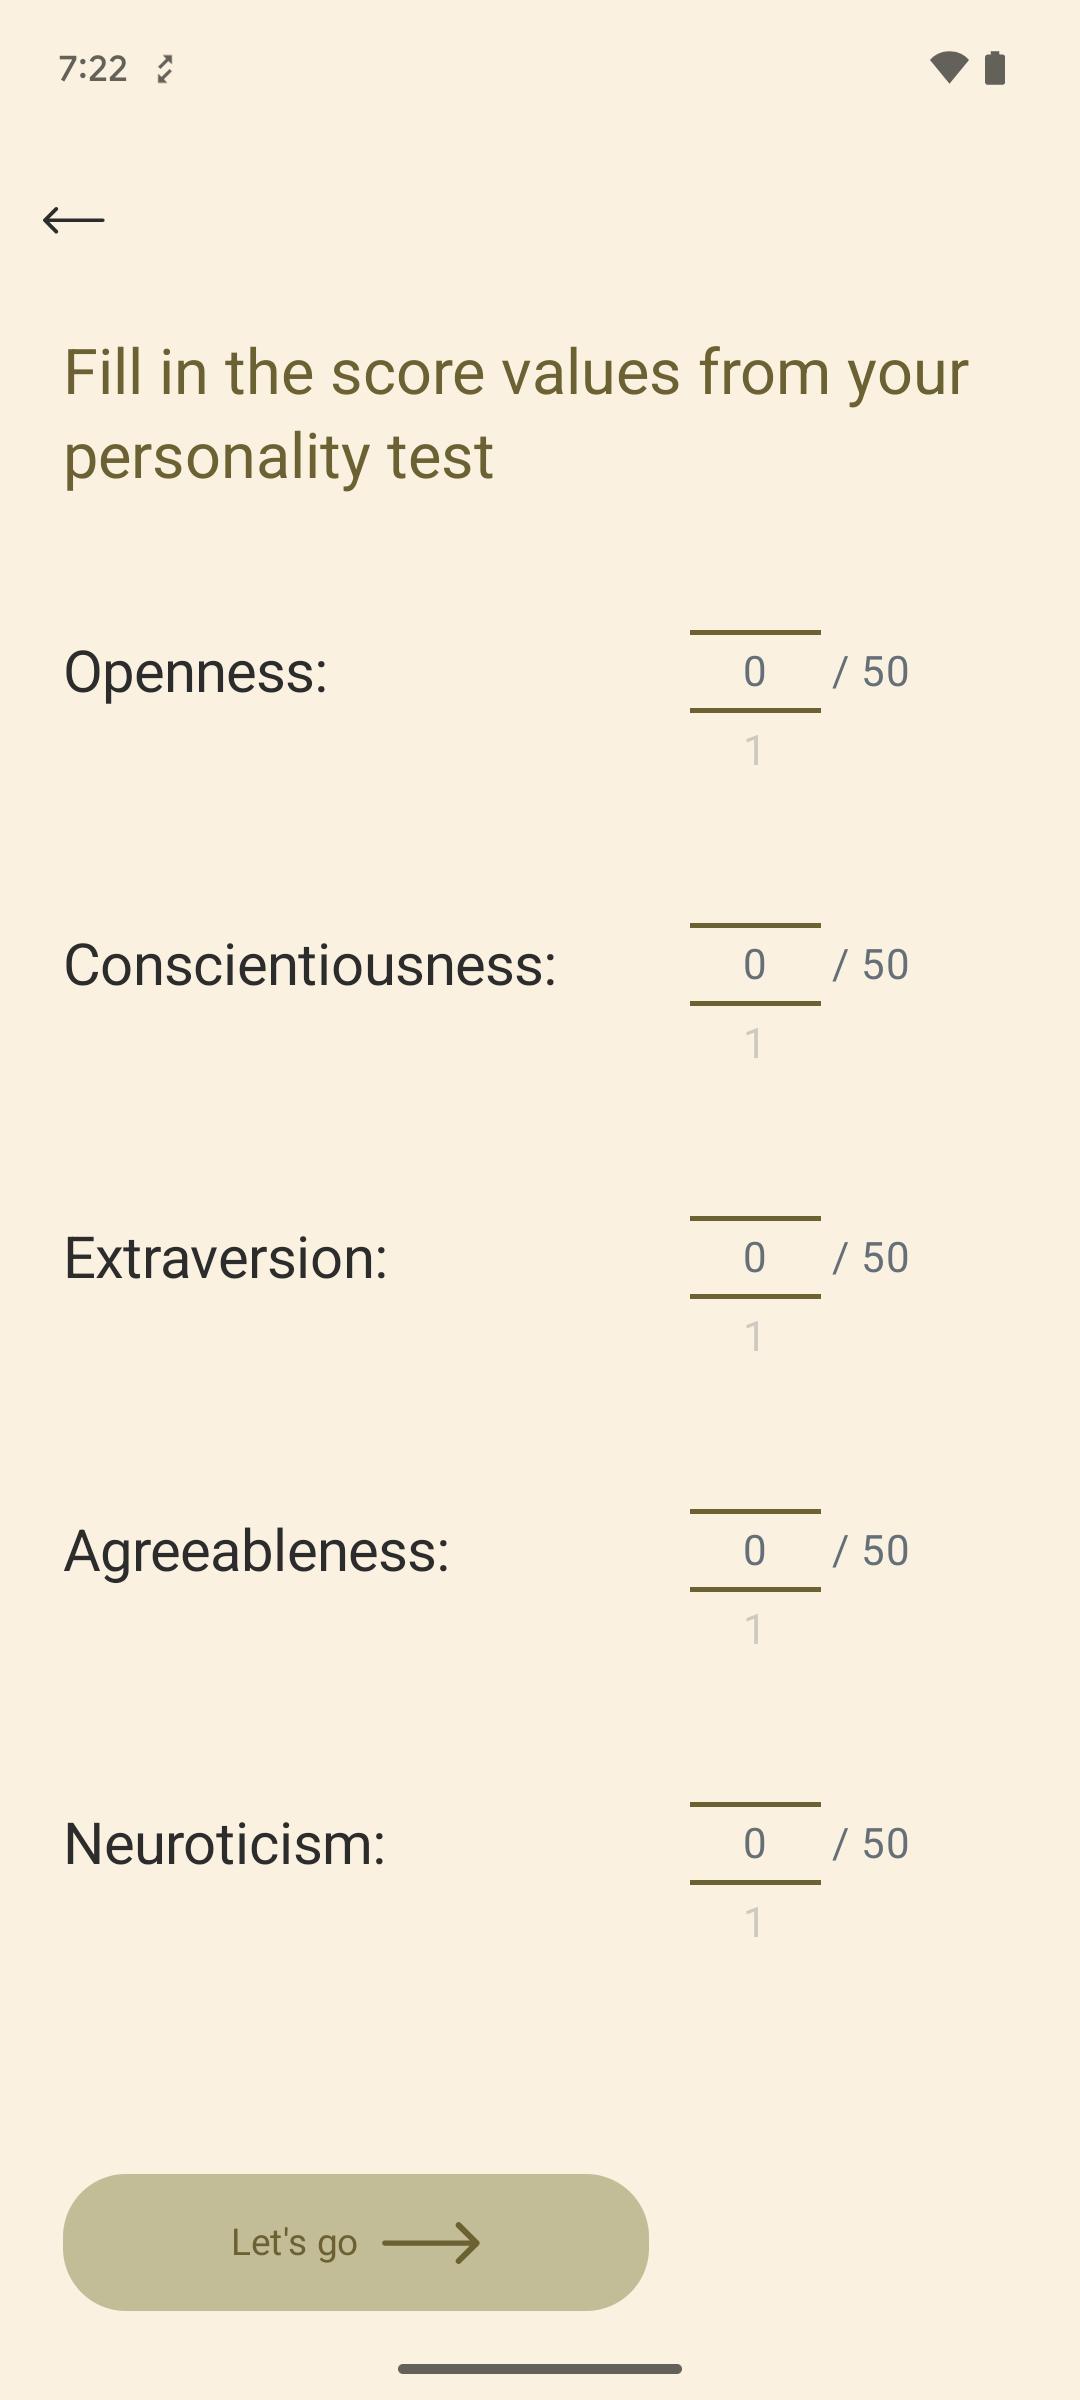 7:22
Fill in the score values from your
personality test
Openness:
0 / 50
1
Conscientiousness:
0 / 50
1
Extraversion:
0 / 50
1
Agreeableness:
0 / 50
1
Neuroticism:
0 / 50
1
Let's go